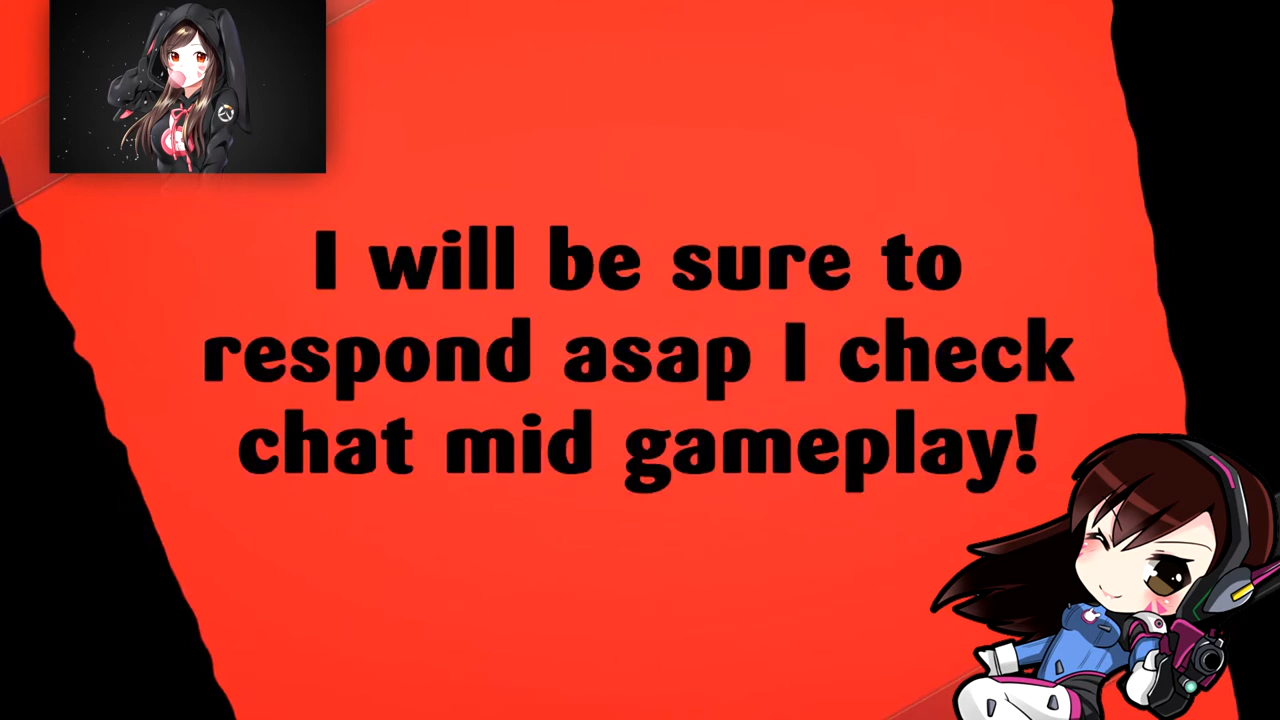 I will be sure to
respond asap I check
chat mid gameplay!